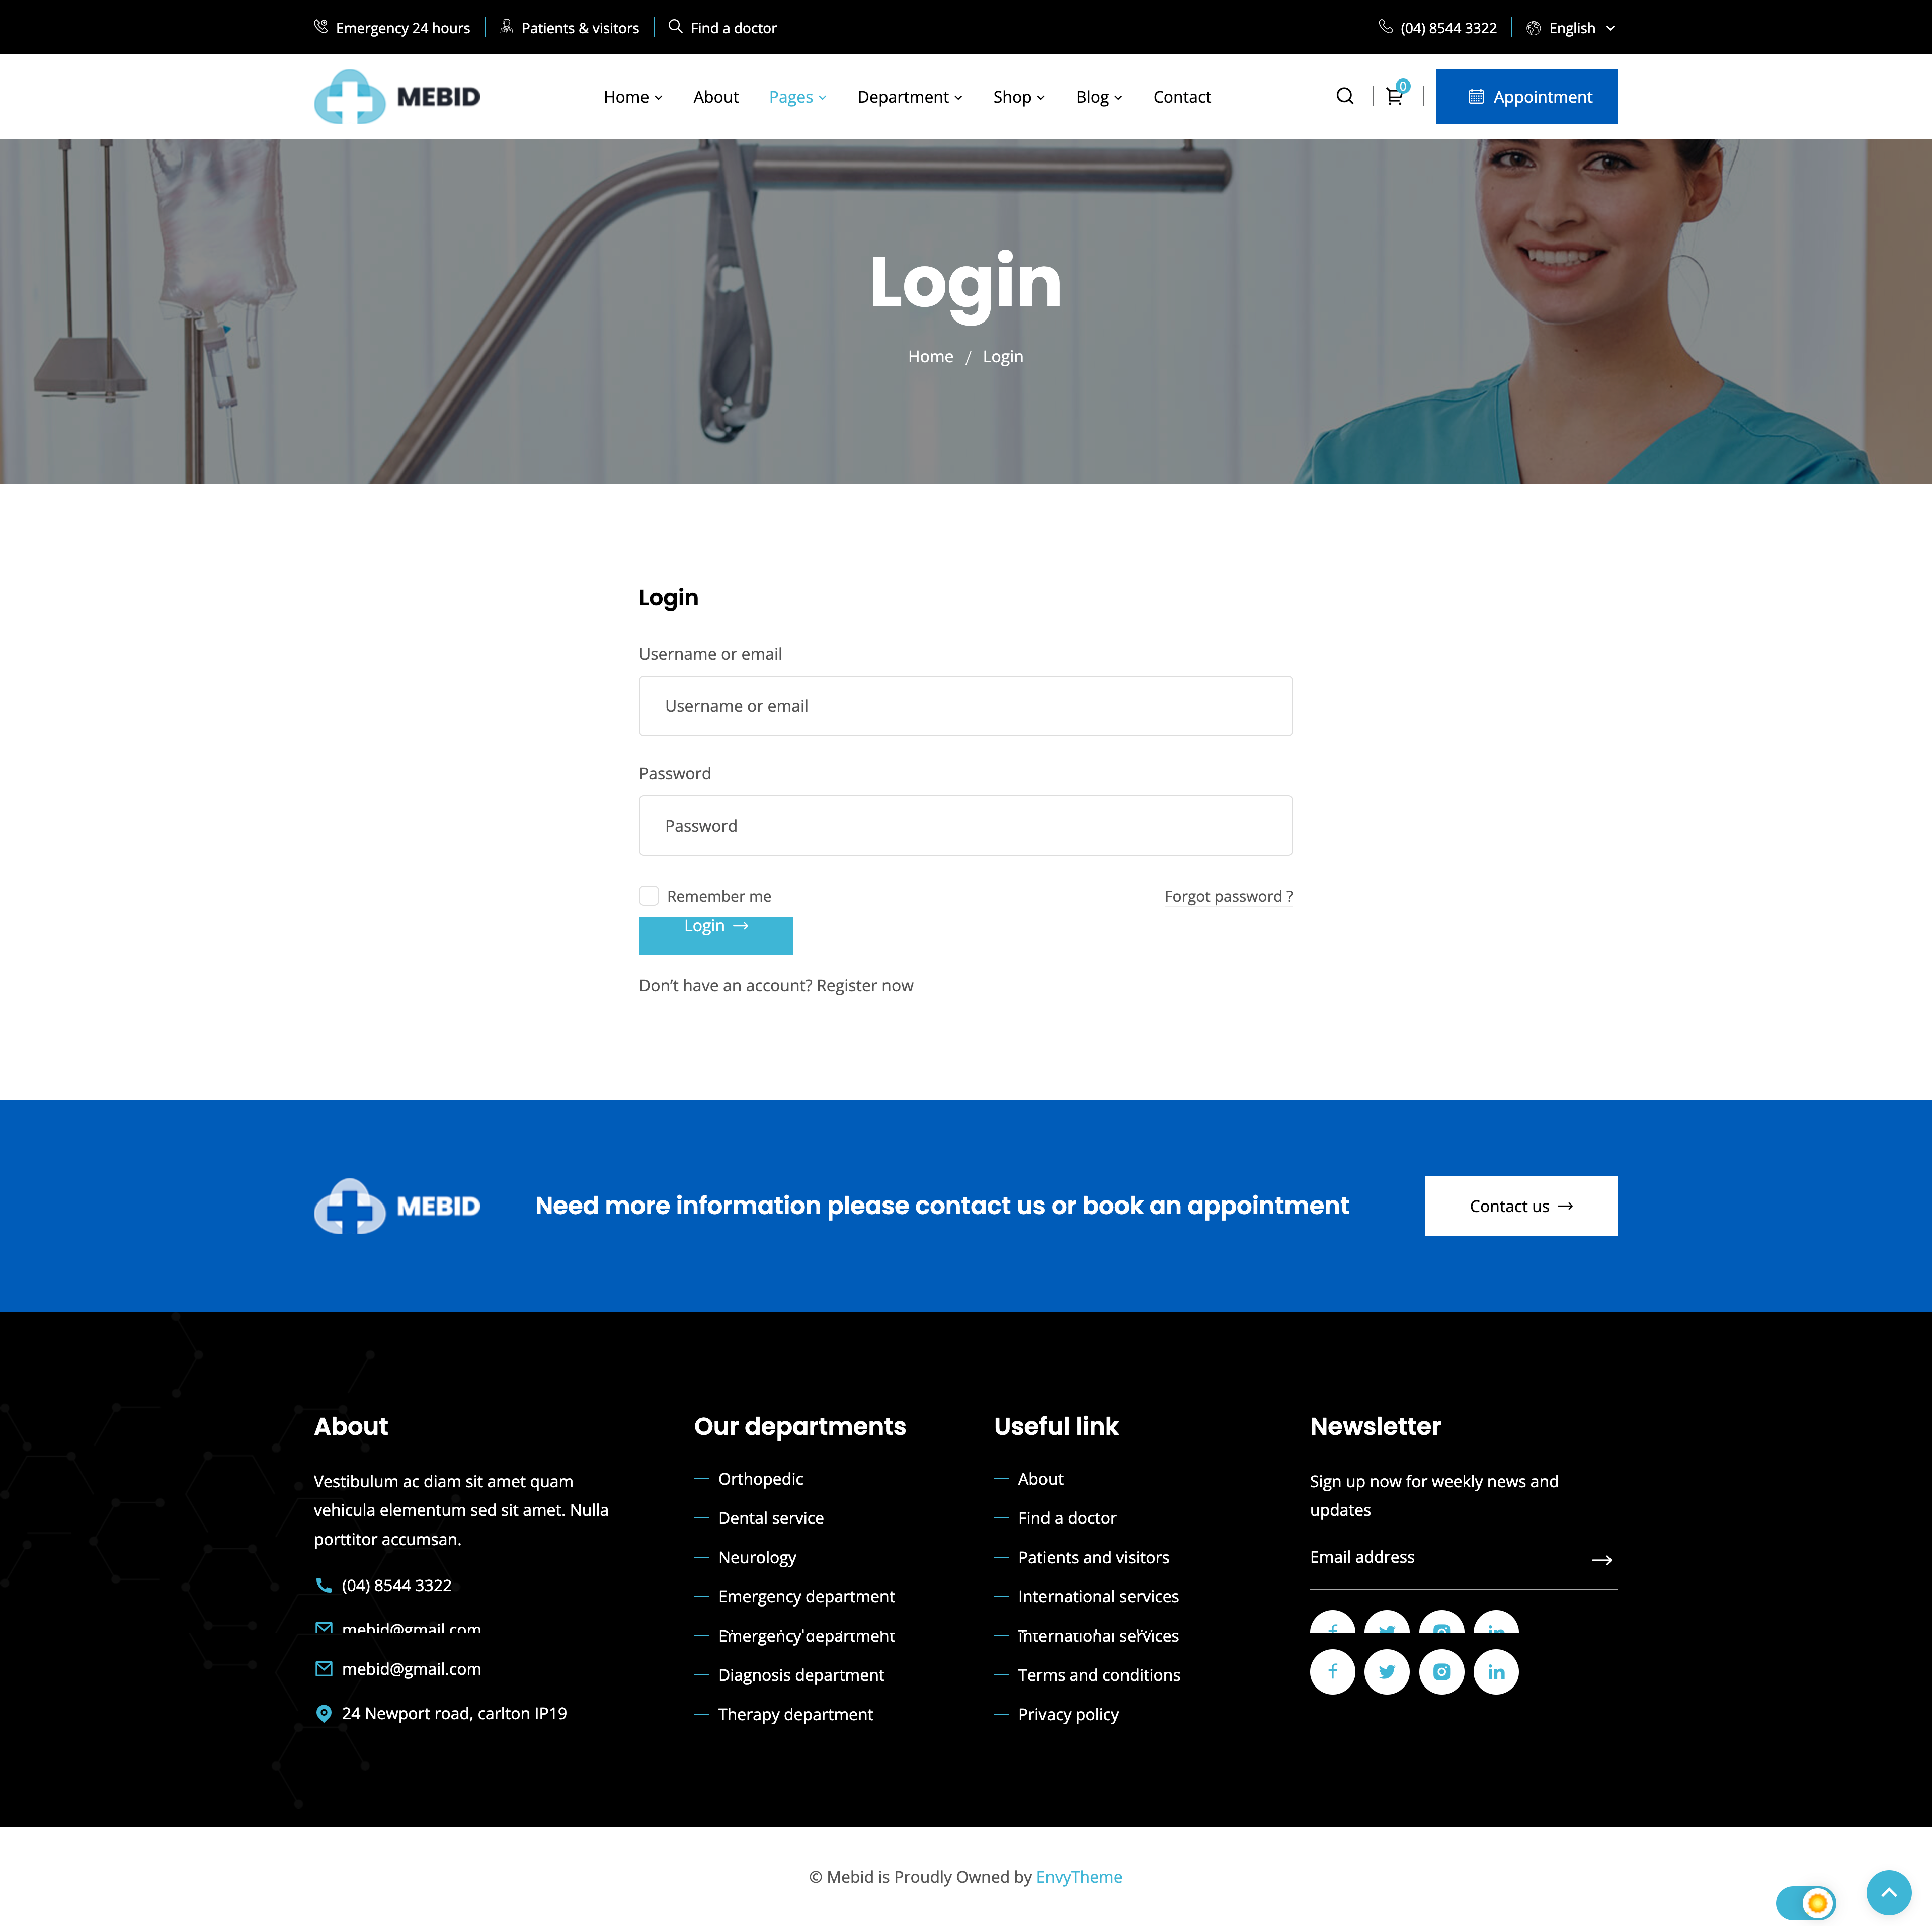 Emergency 24 hours
Patients & visitors
Find a doctor
(04) 8544 3322
English
MEBID
Home
About
Pages
Department
Shop
Blog
Contact
0
Appointment
Login
Home / Login
Login
Username or email
Username or email
Password
Password
Remember me
Forgot password ?
Login
Don't have an account? Register now
MEBID
Need more information please contact us or book an appointment
Contact us
About
Vestibulum ac diam sit amet quam
vehicula elementum sed sit amet. Nulla
porttitor accumsan.
(04) 8544 3322
mebid@gmail.com
mebid@gmail.com
24 Newport road, carlton IP19
Our departments
Orthopedic
Dental service
Neurology
Emergency department
Emergency department
Diagnosis department
Therapy department
Useful link
About
Find a doctor
Patients and visitors
International services
International services
Terms and conditions
Privacy policy
Newsletter
Sign up now for weekly news and
updates
Email address
© Mebid is Proudly Owned by EnvyTheme